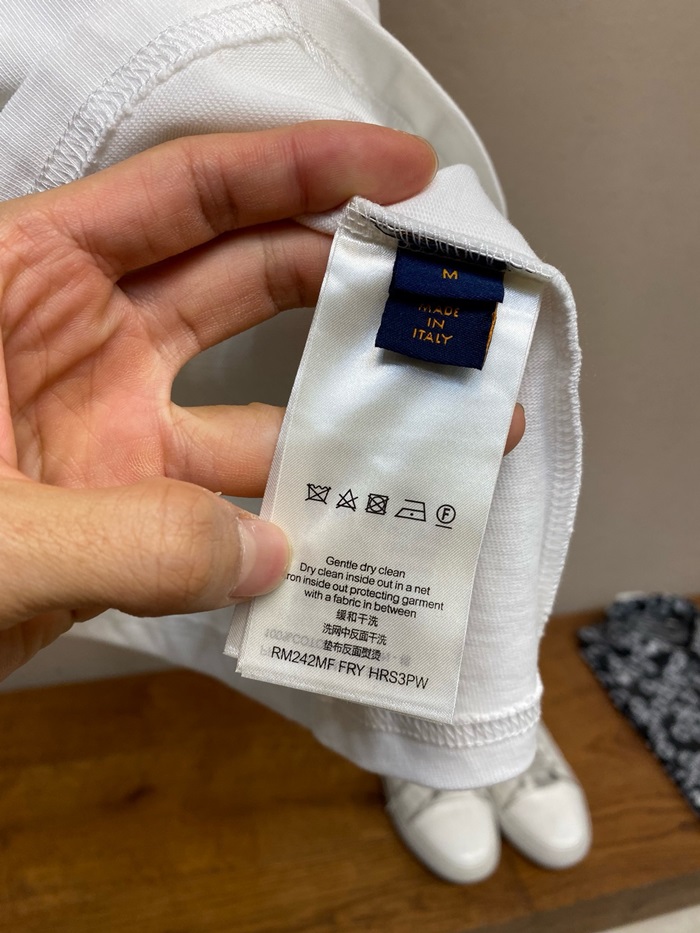 M
MADE
IN
ITALY
F
Gentle dry clean
Dry clean inside out in a net
ron inside out protecting garment
with a fabric in between
缓和干洗
洗网中反面干洗
垫布反面熨烫
RM242MF FRY HRS3PW